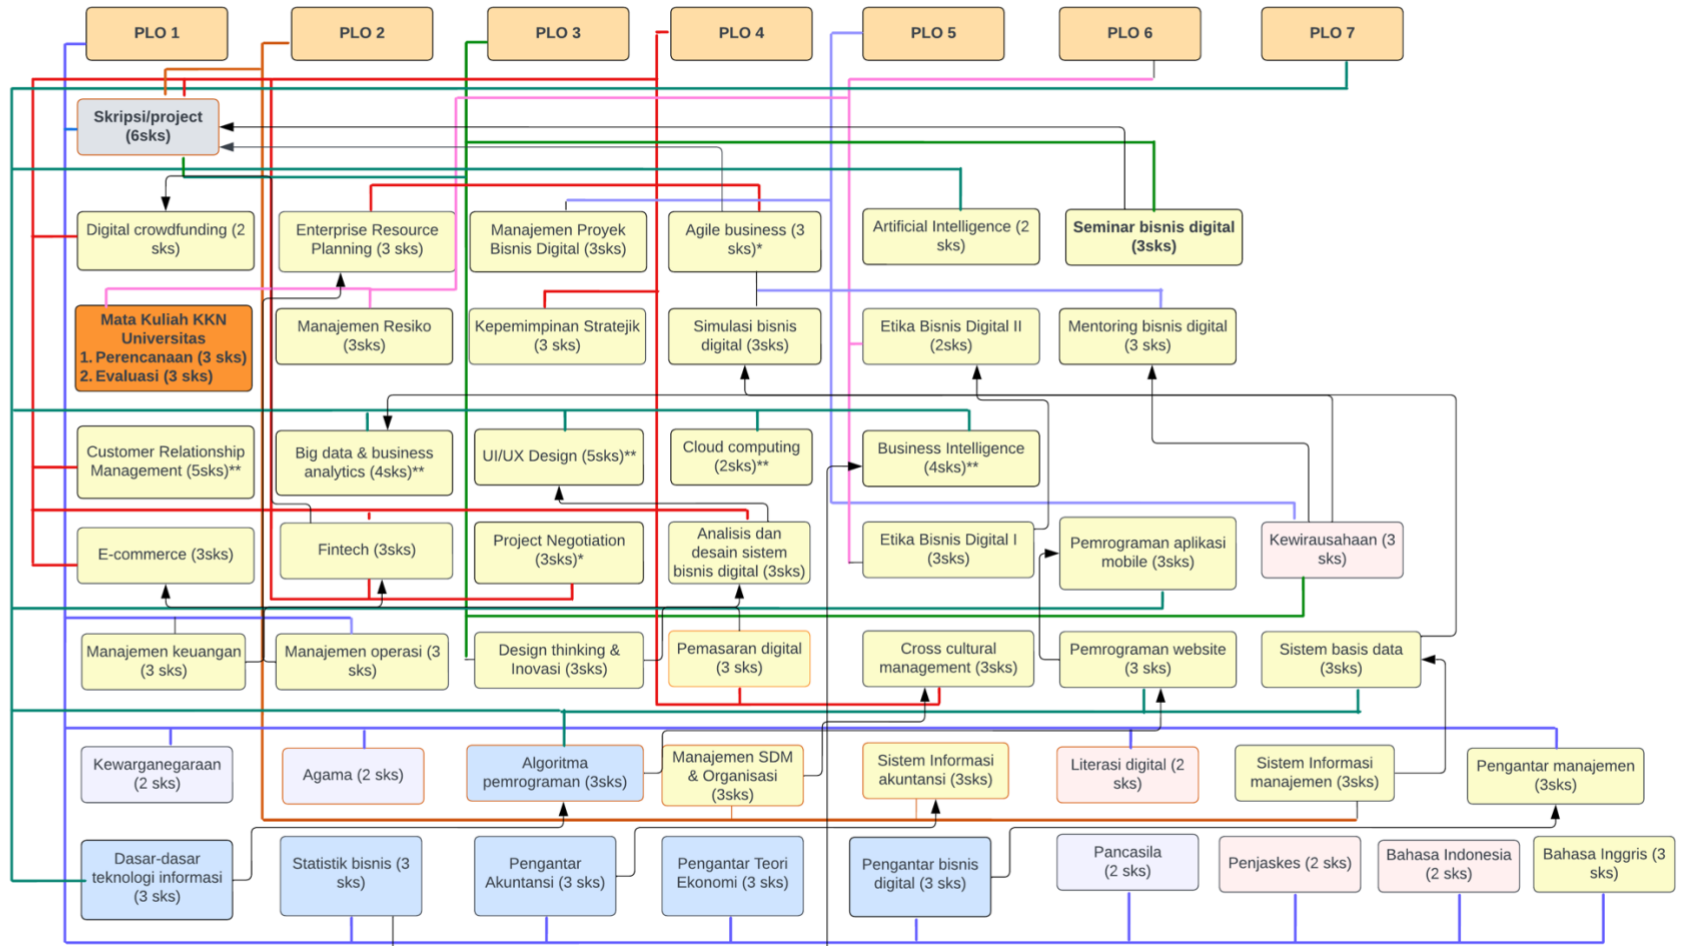 PLO 1
PLO 2
PLO 3
PLO 4
PLO 5
PLO 6
PLO 7
Skripsi/project
(6sks)
Digital crowdfunding (2
sks)
Enterprise Resource
Planning (3 sks)
Manajemen Proyek
Bisnis Digital (3sks)
Agile business (3
sks)*
Artificial Intelligence (2
sks)
Seminar bisnis digital
(3sks)
Mata Kuliah KKN
Universitas
1. Perencanaan (3 sks)
2. Evaluasi (3 sks)
Manajemen Resiko
(3sks)
Kepemimpinan Stratejik
(3 sks)
Simulasi bisnis
digital (3sks)
Etika Bisnis Digital II
(2sks)
Mentoring bisnis digital
(3 sks)
Customer Relationship
Management (5sks)**
Big data & business
analytics (4sks)**
UI/UX Design (5sks)**
Cloud computing
(2sks)**
Business Intelligence
(4sks)**
E-commerce (3sks)
Fintech (3sks)
Project Negotiation
(3sks)*
Analisis dan
desain sistem
bisnis digital (3sks)
Etika Bisnis Digital I
(3sks)
Pemrograman aplikasi
mobile (3sks)
Kewirausahaan (3
sks)
Manajemen keuangan
(3 sks)
Manajemen operasi (3
sks)
Design thinking &
Inovasi (3sks)
Pemasaran digital
(3 sks)
Cross cultural
management (3sks)
Pemrograman website
(3 sks)
Sistem basis data
(3sks)
Kewarganegaraan
(2 sks)
Agama (2 sks)
Algoritma
pemrograman (3sks)
Manajemen SDM
& Organisasi
(3sks)
Sistem Informasi
akuntansi (3sks)
Literasi digital (2
sks)
Sistem Informasi
manajemen (3sks)
Pengantar manajemen
(3sks)
Dasar-dasar
teknologi informasi
(3 sks)
Statistik bisnis (3
sks)
Pengantar
Akuntansi (3 sks)
Pengantar Teori
Ekonomi (3 sks)
Pengantar bisnis
digital (3 sks)
Pancasila
(2 sks)
Penjaskes (2 sks)
Bahasa Indonesia
(2 sks)
Bahasa Inggris (3
sks)